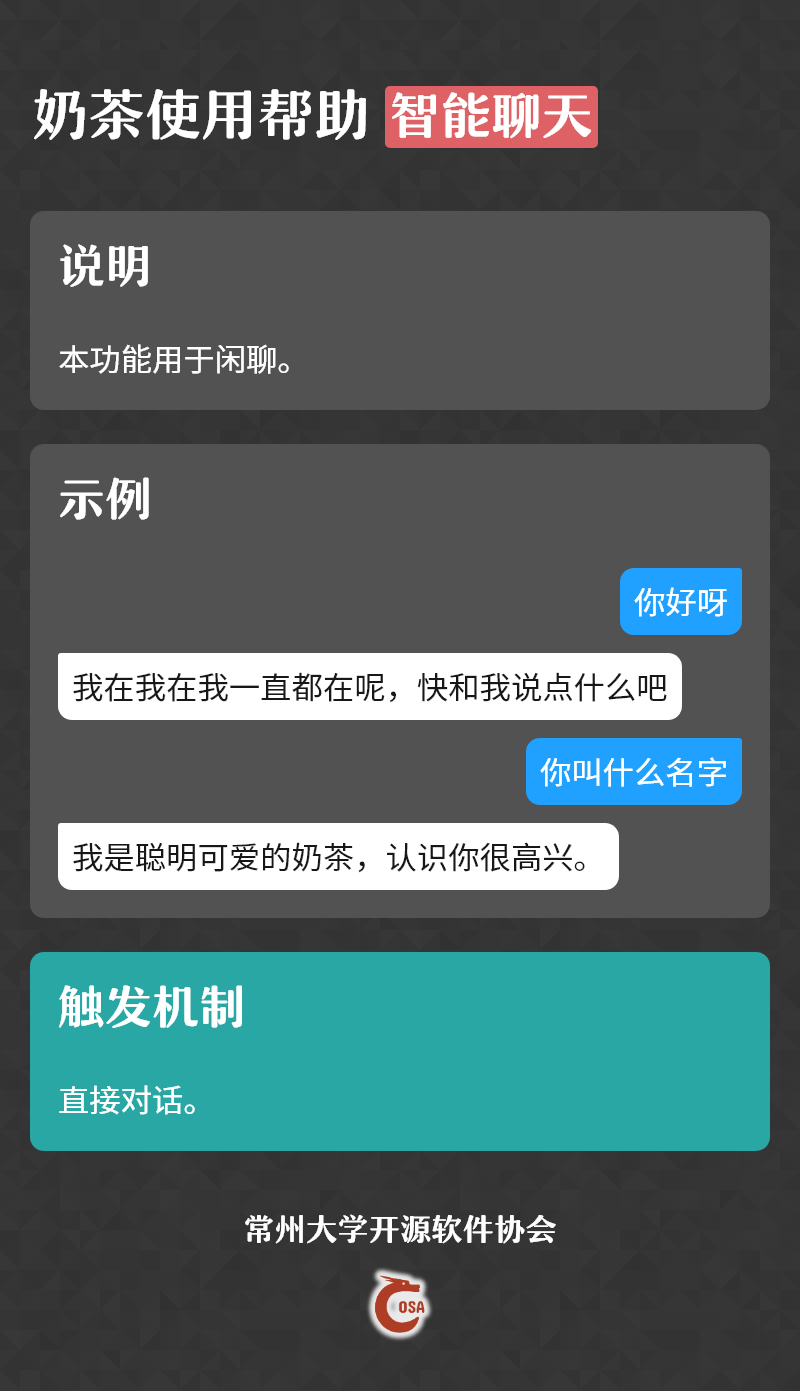 奶茶使用帮助 智能聊天
说明
本功能用于闲聊。
示例
你好呀
我在我在我一直都在呢，快和我说点什么吧
你叫什么名字
我是聪明可爱的奶茶，认识你很高兴。
触发机制
直接对话。
常州大学开源软件协会
OSA